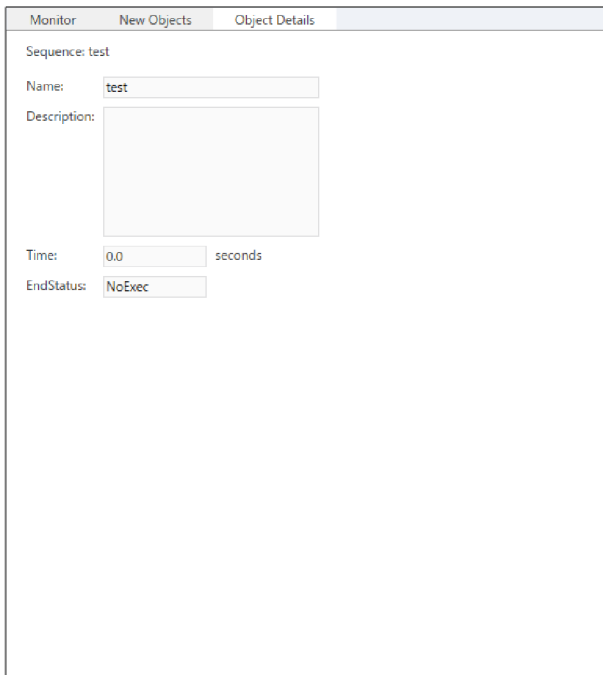 Monitor New Objects Object Details
Sequence: test
Name: test
Description:
Time: 0.0 seconds
EndStatus: NoExec